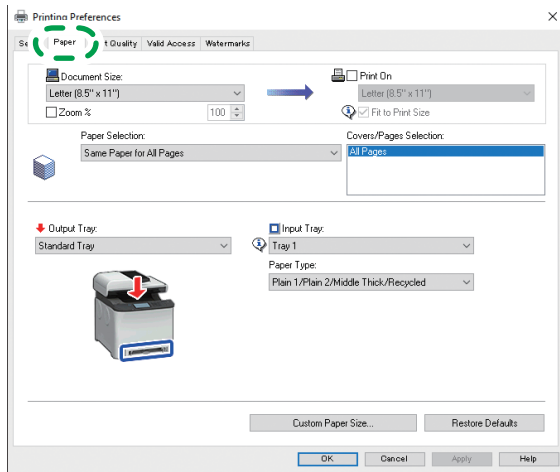 Printing Preferences
Se Paper t Quality Valid Access Watermarks
Document Size:
Print On
Letter (8.5" x 11")
Letter (8.5" x 11")
Zoom %
100
Fit to Print Size
Paper Selection:
Covers/Pages Selection:
Same Paper for All Pages
All Pages
Output Tray:
Input Tray:
Standard Tray
Tray 1
Paper Type:
Plain 1/Plain 2/Middle Thick/Recycled
Custom Paper Size...
Restore Defaults
OK
Cancel
Apply
Help